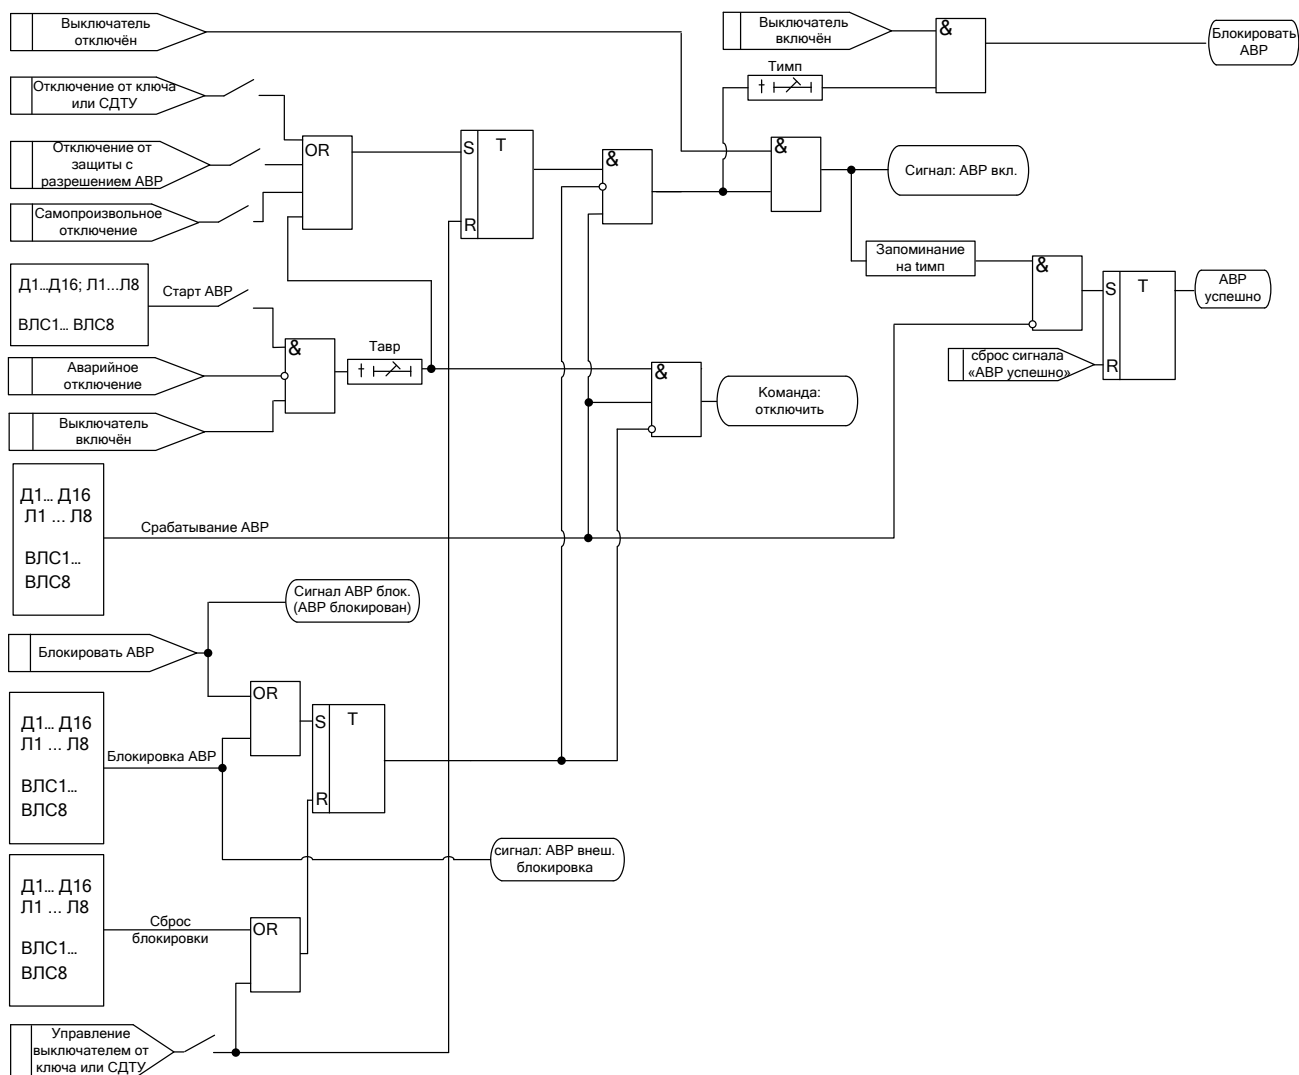 Выключатель
отключён
Выключатель
включён
&
Блокировать
АВР
Тимп
Отключение от ключа
или СДТУ
OR
S
T
R
&
&
Сигнал: АВР вкл.
Отключение от
защиты с
разрешением АВР
Самопроизвольное
отключение
Запоминание
на tимп
&
S
T
R
АВР
успешно
сброс сигнала
«АВР успешно»
Д1...Д16; Л1...Л8
ВЛС1... ВЛС8
Старт АВР
&
Тавр
Аварийное
отключение
Выключатель
включён
&
Команда:
отключить
Д1... Д16
Л1 ... Л8
ВЛС1...
ВЛС8
Срабатывание АВР
Сигнал АВР блок.
(АВР блокирован)
Блокировать АВР
OR
S
T
R
Д1... Д16
Л1 ... Л8
ВЛС1...
ВЛС8
Блокировка АВР
сигнал: АВР внеш.
блокировка
Д1... Д16
Л1 ... Л8
ВЛС1...
ВЛС8
Сброс
блокировки
OR
Управление
выключателем от
ключа или СДТУ